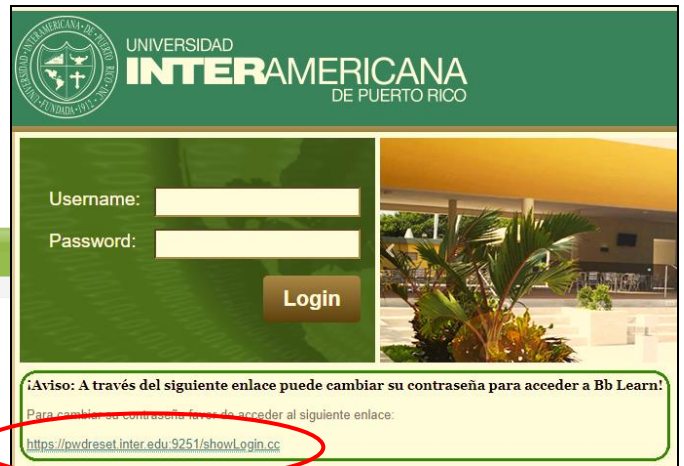 UNIVERSIDAD
INTERAMERICANA
DE PUERTO RICO
Username:
Password:
Login
¡Aviso: A través del siguiente enlace puede cambiar su contraseña para acceder a Bb Learn!
Para cambiar su contraseña favor de acceder al siguiente enlace:
https://pwdreset.inter.edu:9251/showLogin.cc